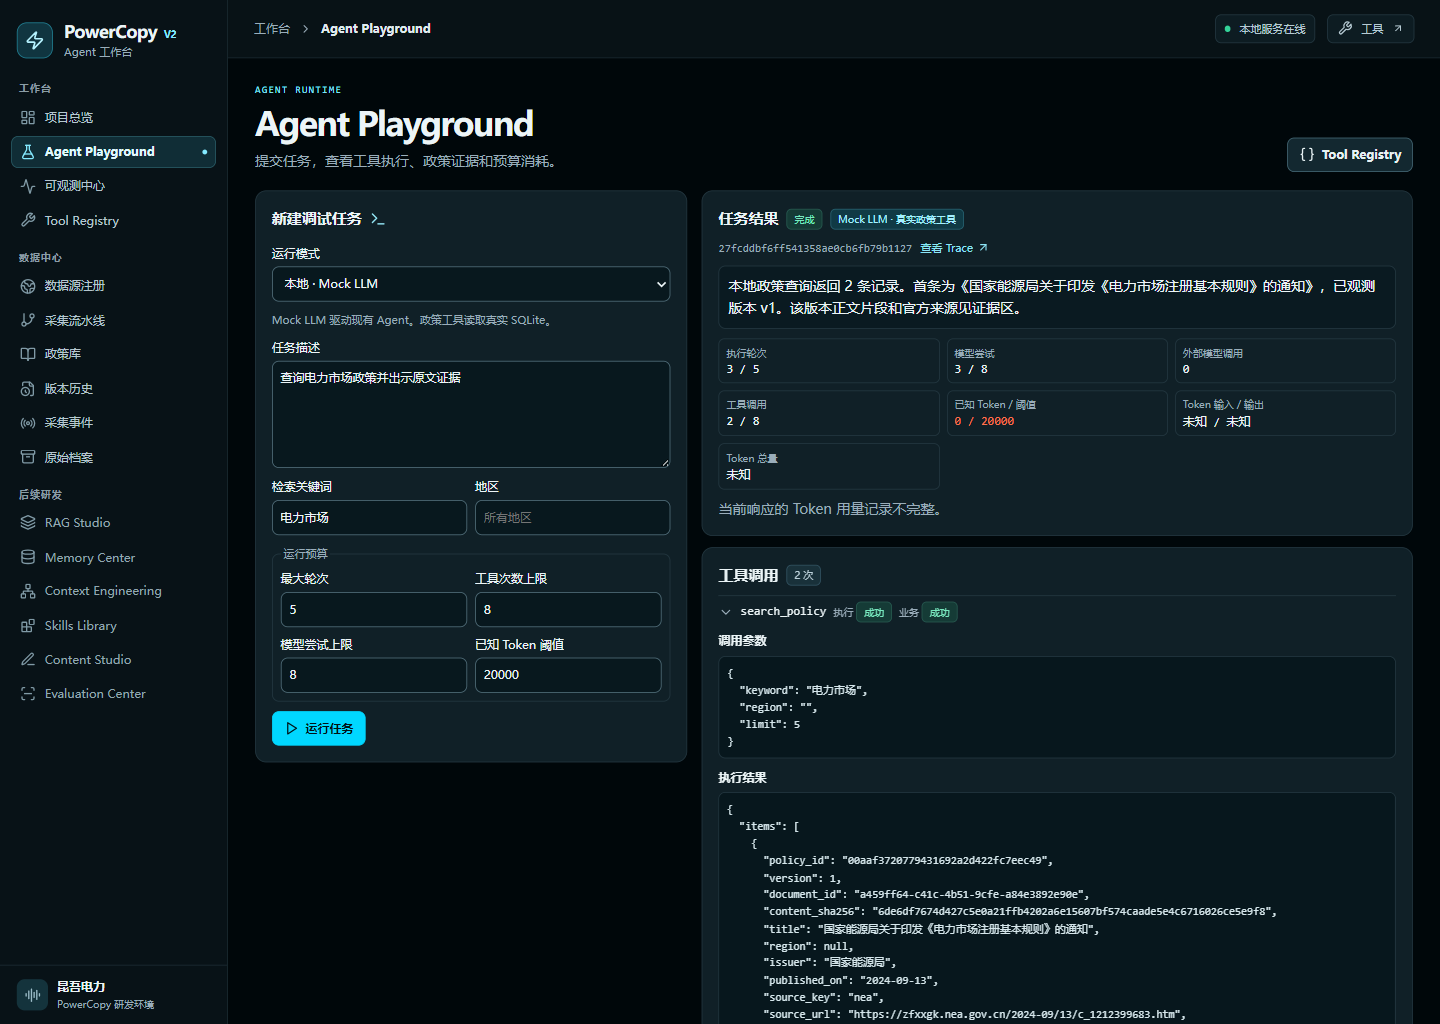 PowerCopy V2
Agent 工作台
工作台
项目总览
Agent Playground
可观测中心
Tool Registry
数据中心
数据源注册
采集流水线
政策库
版本历史
采集事件
原始档案
后续研发
RAG Studio
Memory Center
Context Engineering
Skills Library
Content Studio
Evaluation Center
昆吾电力
PowerCopy 研发环境
工作台 > Agent Playground
本地服务在线
工具
AGENT RUNTIME
Agent Playground
提交任务，查看工具执行、政策证据和预算消耗。
{ } Tool Registry
新建调试任务
运行模式
本地 · Mock LLM
Mock LLM 驱动现有 Agent。政策工具读取真实 SQLite。
任务描述
查询电力市场政策并出示原文证据
检索关键词
地区
电力市场
所有地区
运行预算
最大轮次
工具次数上限
5
8
模型尝试上限
已知 Token 阈值
8
20000
运行任务
任务结果 完成 Mock LLM · 真实政策工具
27fcddbf6ff541358ae0cb6fb79b1127 查看 Trace
本地政策查询返回 2 条记录。首条为《国家能源局关于印发《电力市场注册基本规则》的通知》，已观测
版本 v1。该版本正文片段和官方来源见证据区。
执行轮次
3 / 5
模型尝试
3 / 8
外部模型调用
0
工具调用
2 / 8
已知 Token / 阈值
0 / 20000
Token 输入 / 输出
未知 / 未知
Token 总量
未知
当前响应的 Token 用量记录不完整。
工具调用 2 次
search_policy 执行 成功 业务 成功
调用参数
{
"keyword": "电力市场",
"region": "",
"limit": 5
}
执行结果
{
"items": [
{
"policy_id": "00aaf3720779431692a2d422fc7eec49",
"version": 1,
"document_id": "a459ff64-c41c-4b51-9cfe-a84e3892e90e",
"content_sha256": "6de6df7674d427c5e0a21ffb4202a6e15607bf574caade5e4c6716026ce5e9f8",
"title": "国家能源局关于印发《电力市场注册基本规则》的通知",
"region": null,
"issuer": "国家能源局",
"published_on": "2024-09-13",
"source_key": "nea",
"source_url": "https://zfxxgk.nea.gov.cn/2024-09/13/c_1212399683.htm",